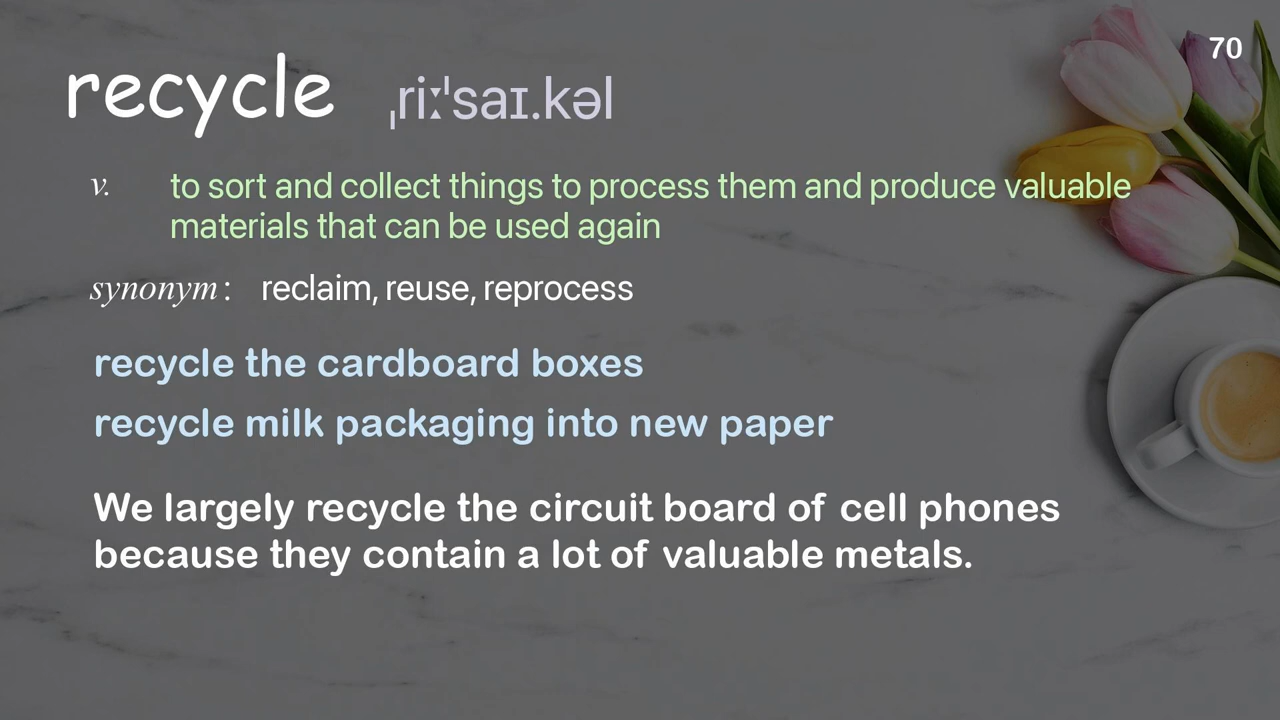 70
recycle ˌriːˈsaɪ.kəl
v. to sort and collect things to process them and produce valuable
materials that can be used again
synonym: reclaim, reuse, reprocess
recycle the cardboard boxes
recycle milk packaging into new paper
We largely recycle the circuit board of cell phones
because they contain a lot of valuable metals.